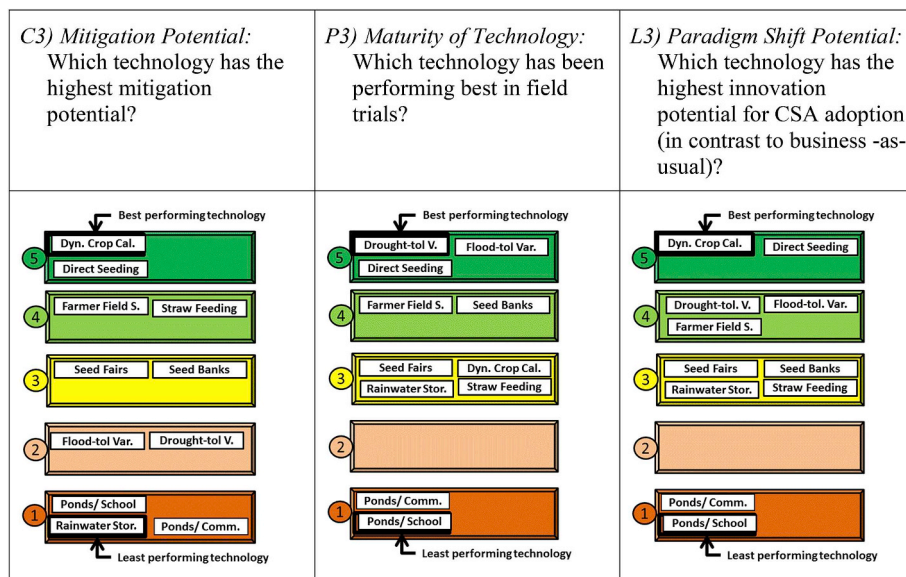 C3) Mitigation Potential:
Which technology has the
highest mitigation
potential?
P3) Maturity of Technology:
Which technology has been
performing best in field
trials?
L3) Paradigm Shift Potential:
Which technology has the
highest innovation
potential for CSA adoption
(in contrast to business -as-
usual)?
Best performing technology
5
Dyn. Crop Cal.
Direct Seeding
4
Farmer Field S. Straw Feeding
3
Seed Fairs Seed Banks
2
Flood-tol Var. Drought-tol V.
1
Ponds/ School
Rainwater Stor. Ponds/ Comm.
Least performing technology
Best performing technology
5
Drought-tol V. Flood-tol Var.
Direct Seeding
4
Farmer Field S. Seed Banks
3
Seed Fairs Dyn. Crop Cal.
Rainwater Stor. Straw Feeding
2
1
Ponds/ Comm.
Ponds/ School
Least performing technology
Best performing technology
5
Dyn. Crop Cal. Direct Seeding
4
Drought-tol. V. Flood-tol. Var.
Farmer Field S.
3
Seed Fairs Seed Banks
Rainwater Stor. Straw Feeding
2
1
Ponds/ Comm.
Ponds/ School
Least performing technology